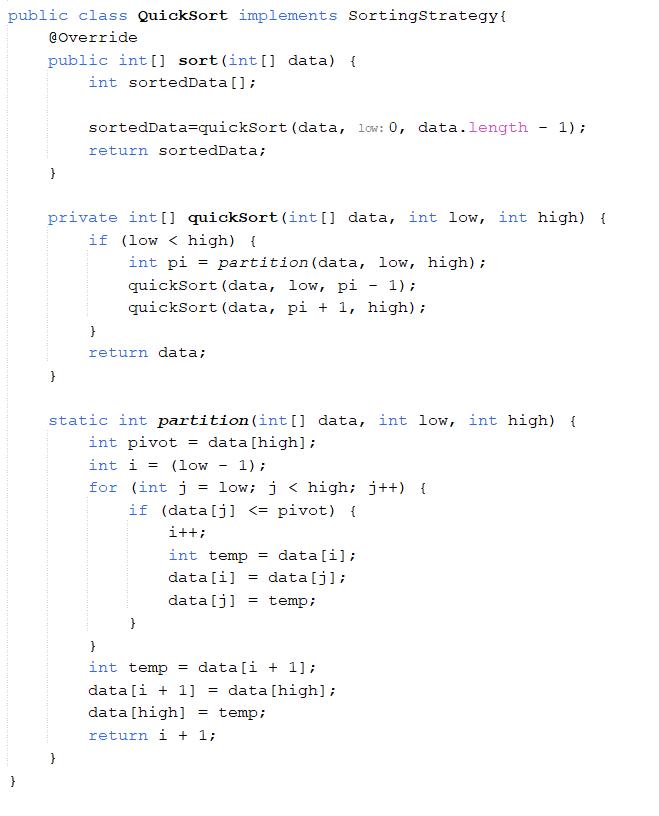 public class QuickSort implements SortingStrategy{
    @Override
    public int[] sort(int[] data) {
        int sortedData[];

        sortedData=quickSort(data, low: 0, data.length - 1);
        return sortedData;
    }

    private int[] quickSort(int[] data, int low, int high) {
        if (low < high) {
            int pi = partition(data, low, high);
            quickSort(data, low, pi - 1);
            quickSort(data, pi + 1, high);
        }
        return data;
    }

    static int partition(int[] data, int low, int high) {
        int pivot = data[high];
        int i = (low - 1);
        for (int j = low; j < high; j++) {
            if (data[j] <= pivot) {
                i++;
                int temp = data[i];
                data[i] = data[j];
                data[j] = temp;
            }
        }
        int temp = data[i + 1];
        data[i + 1] = data[high];
        data[high] = temp;
        return i + 1;
    }
}